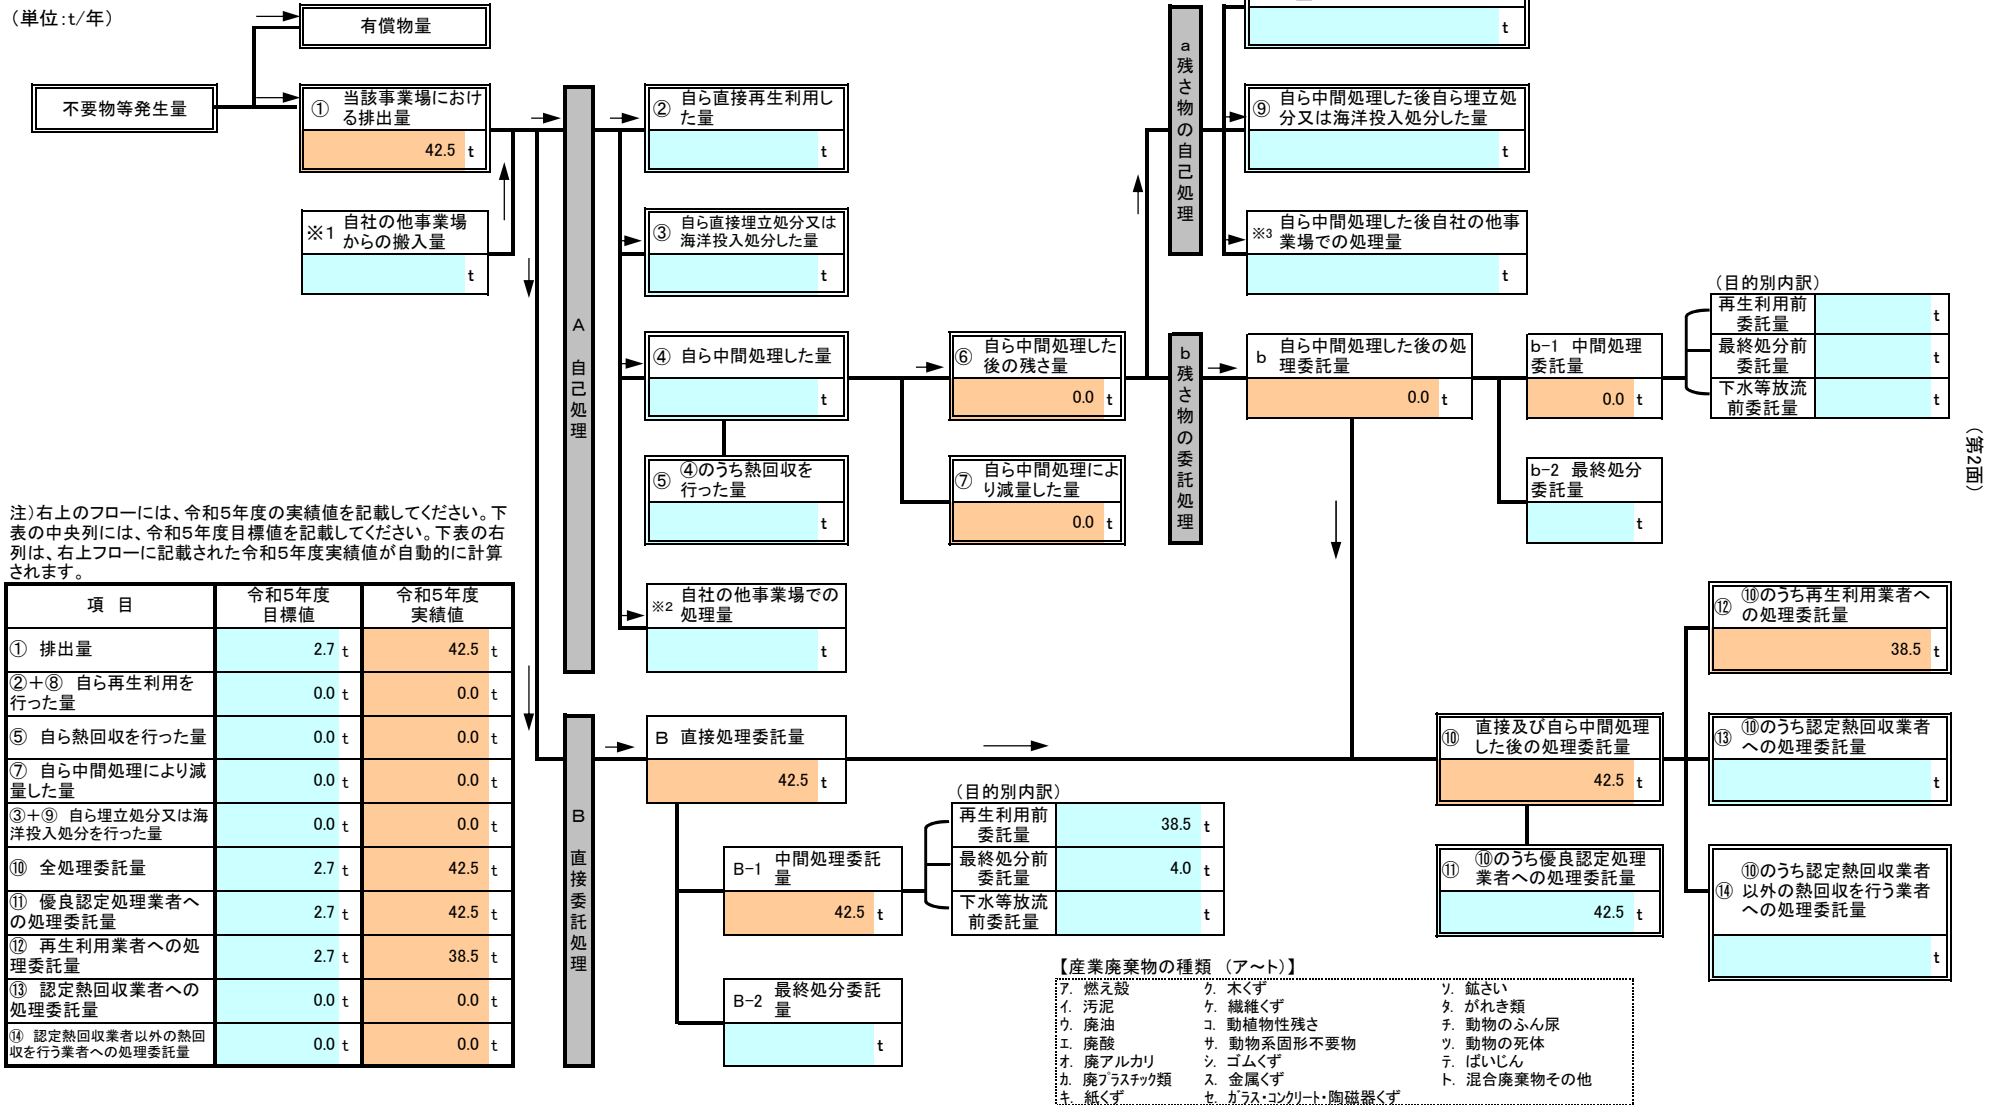 （単位:t/年）
有償物量
不要物等発生量
① 当該事業場におけ
る排出量
42.5 t
※1 自社の他事業場
からの搬入量
t
A 自己処理
② 自ら直接再生利用し
た量
t
③ 自ら直接埋立処分又は
海洋投入処分した量
t
④ 自ら中間処理した量
t
⑤ ④のうち熱回収を
行った量
t
※2 自社の他事業場での
処理量
t
⑥ 自ら中間処理した
後の残さ量
0.0 t
⑦ 自ら中間処理によ
り減量した量
0.0 t
a 残さ物の自己処理
t
⑨ 自ら中間処理した後自ら埋立処
分又は海洋投入処分した量
t
※3 自ら中間処理した後自社の他事
業場での処理量
t
b 残さ物の委託処理
b 自ら中間処理した後の処
理委託量
0.0 t
b-1 中間処理
委託量
0.0 t
b-2 最終処分
委託量
t
（目的別内訳）
再生利用前
委託量 t
最終処分前
委託量 t
下水等放流
前委託量 t
（第2面）
注）右上のフローには、令和5年度の実績値を記載してください。下
表の中央列には、令和5年度目標値を記載してください。下表の右
列は、右上フローに記載された令和5年度実績値が自動的に計算
されます。
項 目 令和5年度
目標値 令和5年度
実績値
① 排出量 2.7 t 42.5 t
②＋⑧ 自ら再生利用を
行った量 0.0 t 0.0 t
⑤ 自ら熱回収を行った量 0.0 t 0.0 t
⑦ 自ら中間処理により減
量した量 0.0 t 0.0 t
③＋⑨ 自ら埋立処分又は海
洋投入処分を行った量 0.0 t 0.0 t
⑩ 全処理委託量 2.7 t 42.5 t
⑪ 優良認定処理業者へ
の処理委託量 2.7 t 42.5 t
⑫ 再生利用業者への処
理委託量 2.7 t 38.5 t
⑬ 認定熱回収業者への
処理委託量 0.0 t 0.0 t
⑭ 認定熱回収業者以外の熱回
収を行う業者への処理委託量 0.0 t 0.0 t
B 直接委託処理
B 直接処理委託量
42.5 t
B-1 中間処理委託
量
42.5 t
B-2 最終処分委託
量
t
（目的別内訳）
再生利用前
委託量 38.5 t
最終処分前
委託量 4.0 t
下水等放流
前委託量 t
⑩ 直接及び自ら中間処理
した後の処理委託量
42.5 t
⑪ ⑩のうち優良認定処理
業者への処理委託量
42.5 t
⑫ ⑩のうち再生利用業者へ
の処理委託量
38.5 t
⑬ ⑩のうち認定熱回収業者
への処理委託量
t
⑭ ⑩のうち認定熱回収業者
以外の熱回収を行う業者
への処理委託量
t
【産業廃棄物の種類 （ア～ト）】
ｱ. 燃え殻 ｸ. 木くず ｿ. 鉱さい
ｲ. 汚泥 ｹ. 繊維くず ﾀ. がれき類
ｳ. 廃油 ｺ. 動植物性残さ ﾁ. 動物のふん尿
ｴ. 廃酸 ｻ. 動物系固形不要物 ﾂ. 動物の死体
ｵ. 廃アルカリ ｼ. ゴムくず ﾃ. ばいじん
ｶ. 廃ﾌﾟﾗｽﾁｯｸ類 ｽ. 金属くず ﾄ. 混合廃棄物その他
ｷ. 紙くず ｾ. ｶﾞﾗｽ・ｺﾝｸﾘｰﾄ・陶磁器くず